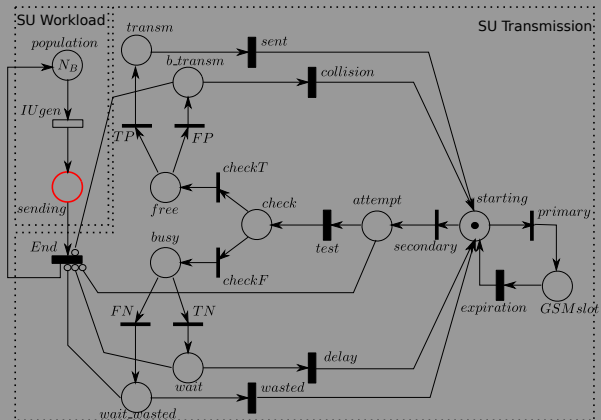 SU Workload
SU Transmission
transm
sent
population
b_transm
N_B
collision
IUgen
TP
FP
checkT
sending
free
check
attempt
starting
primary
busy
End
test
secondary
checkF
expiration
GSMslot
FN
TN
delay
wait
wasted
wait_wasted